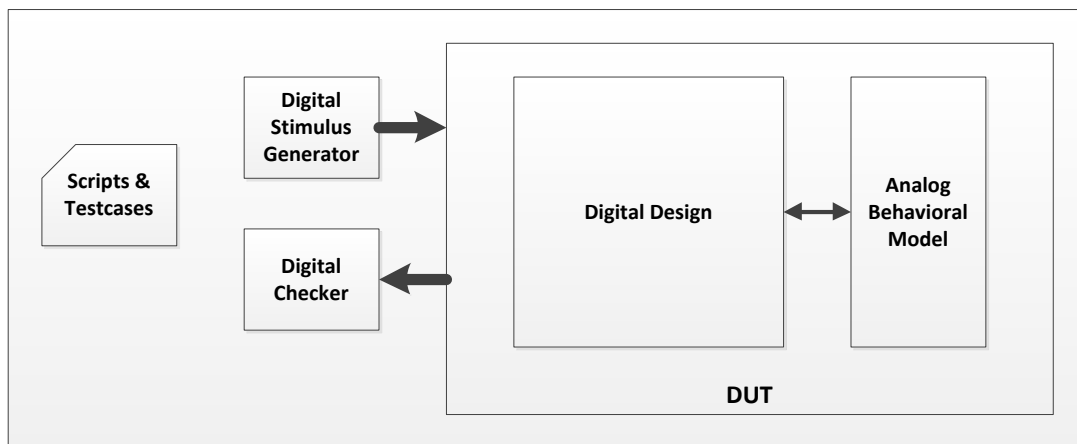 Scripts &
Testcases
Digital
Stimulus
Generator
Digital
Checker
Digital Design
Analog
Behavioral
Model
DUT